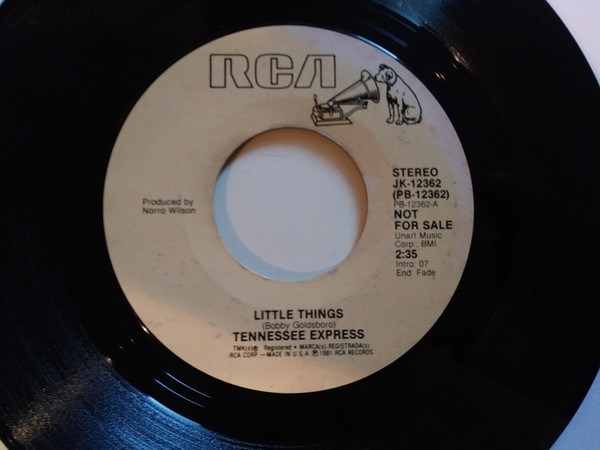 RCA
STEREO
JK-12362
(PB-12362)
PB-12362-A
NOT
FOR SALE
Unart Music
Corp., BMI
2:35
Intro: 07
End: Fade
Produced by
Norro Wilson
LITTLE THINGS
(Bobby Goldsboro)
TENNESSEE EXPRESS
TMK(s)® Registered • MARCA(s) REGISTRADA(s)
RCA CORP —MADE IN U.S.A ℗1981 RCA RECORDS